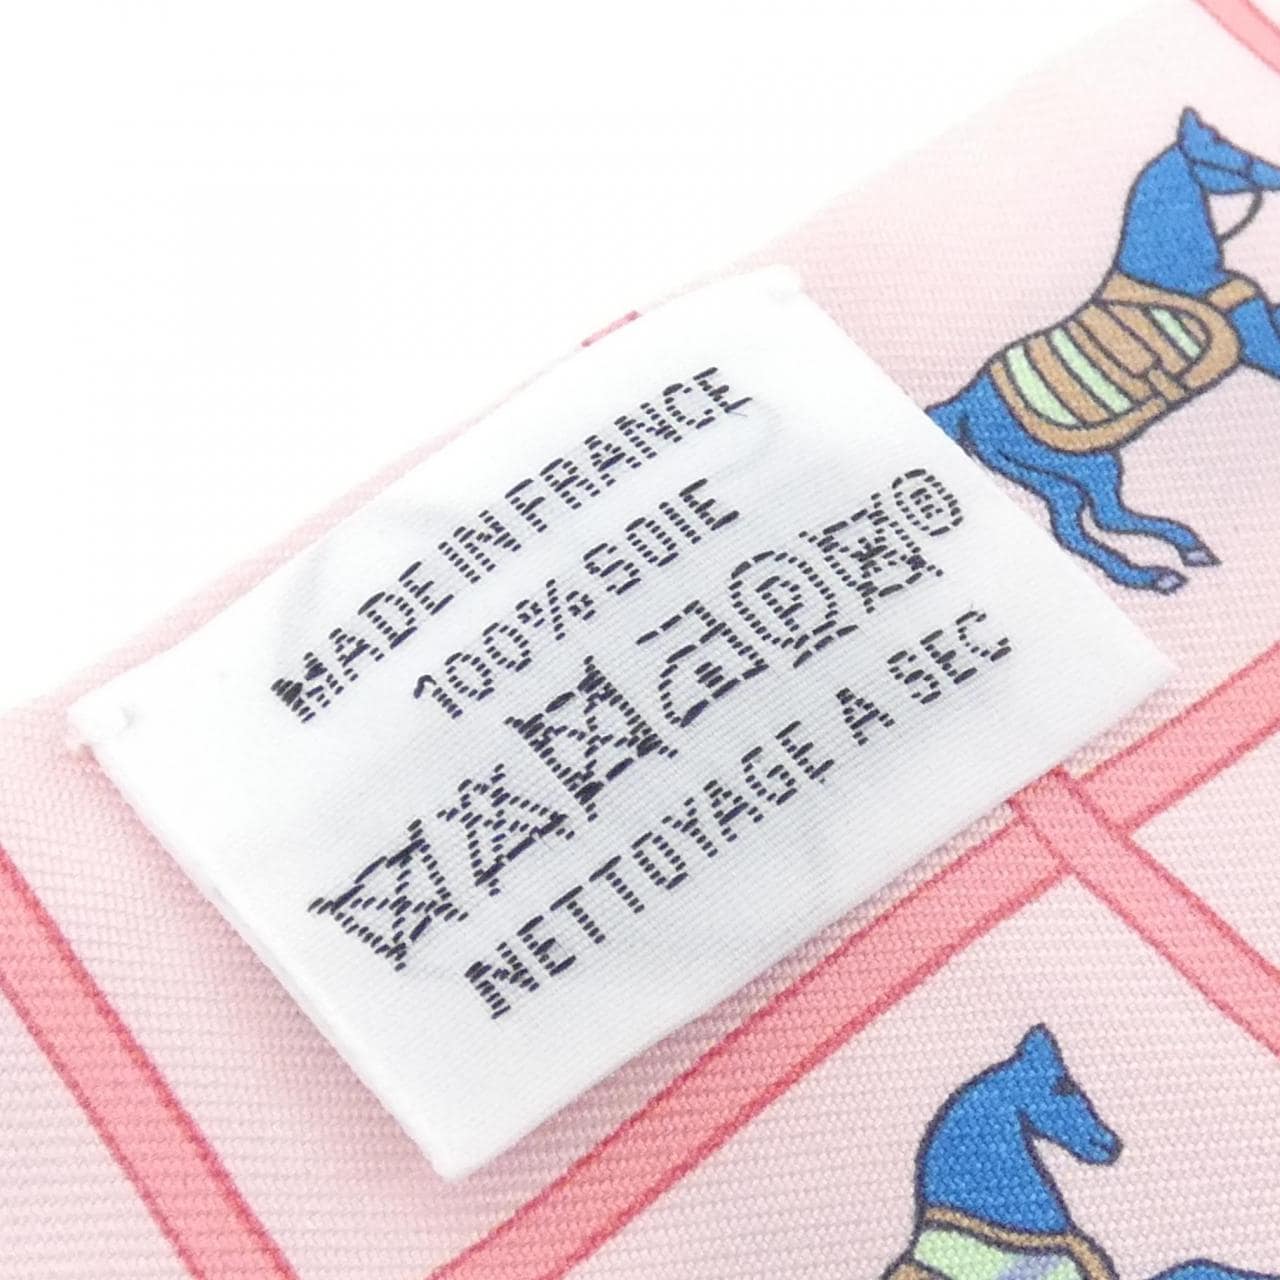 MADE IN FRANCE
100% SOIE
P ®
NETTOYAGE A SEC